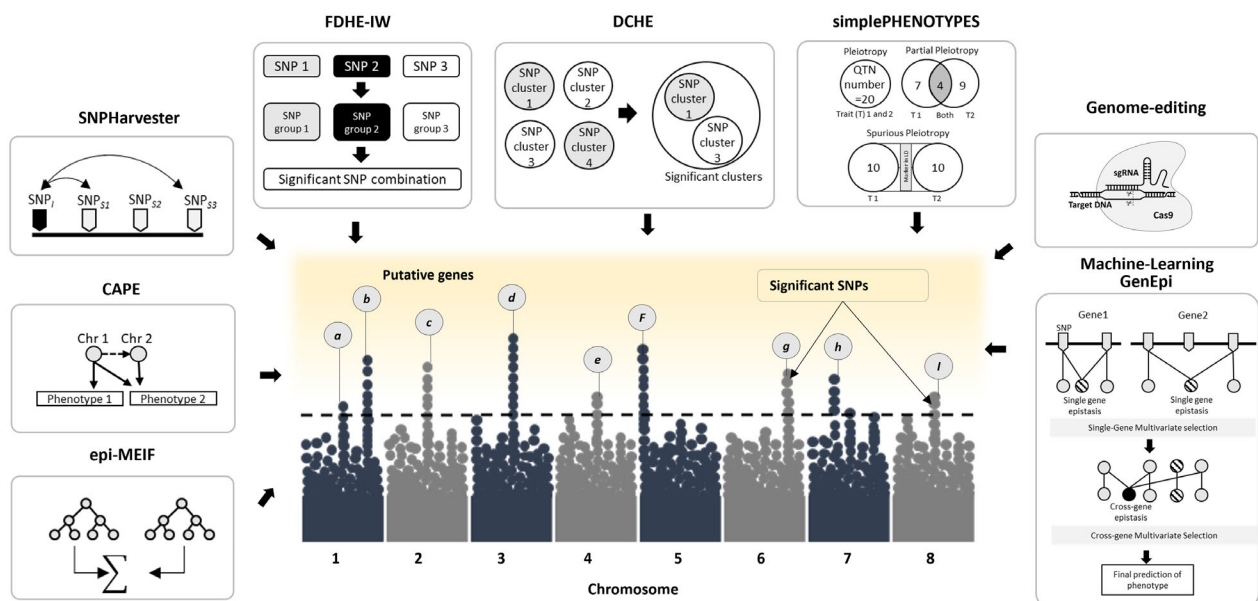 FDHE-IW
SNP 1
SNP 2
SNP 3
SNP
group 1
SNP
group 2
SNP
group 3
Significant SNP combination
DCHE
SNP
cluster
1
SNP
cluster
2
SNP
cluster
3
SNP
cluster
4
SNP
cluster
1
SNP
cluster
3
Significant clusters
simplePHENOTYPES
Pleiotropy
QTN
number
=20
Trait (T) 1 and 2
Partial Pleiotropy
7
4
9
T 1
Both
T2
Spurious Pleiotropy
10
Marker in LD
10
T 1
T2
SNPHarvester
SNPI
SNPS1
SNPS2
SNPS3
CAPE
Chr 1
Chr 2
Phenotype 1
Phenotype 2
epi-MEIF
∑
Genome-editing
sgRNA
Target DNA
Cas9
Machine-Learning
GenEpi
Gene1
Gene2
SNP
Single gene
epistasis
Single gene
epistasis
Single-Gene Multivariate selection
Cross-gene
epistasis
Cross-gene Multivariate Selection
Final prediction of
phenotype
Putative genes
Significant SNPs
a
b
c
d
e
F
g
h
I
1
2
3
4
5
6
7
8
Chromosome